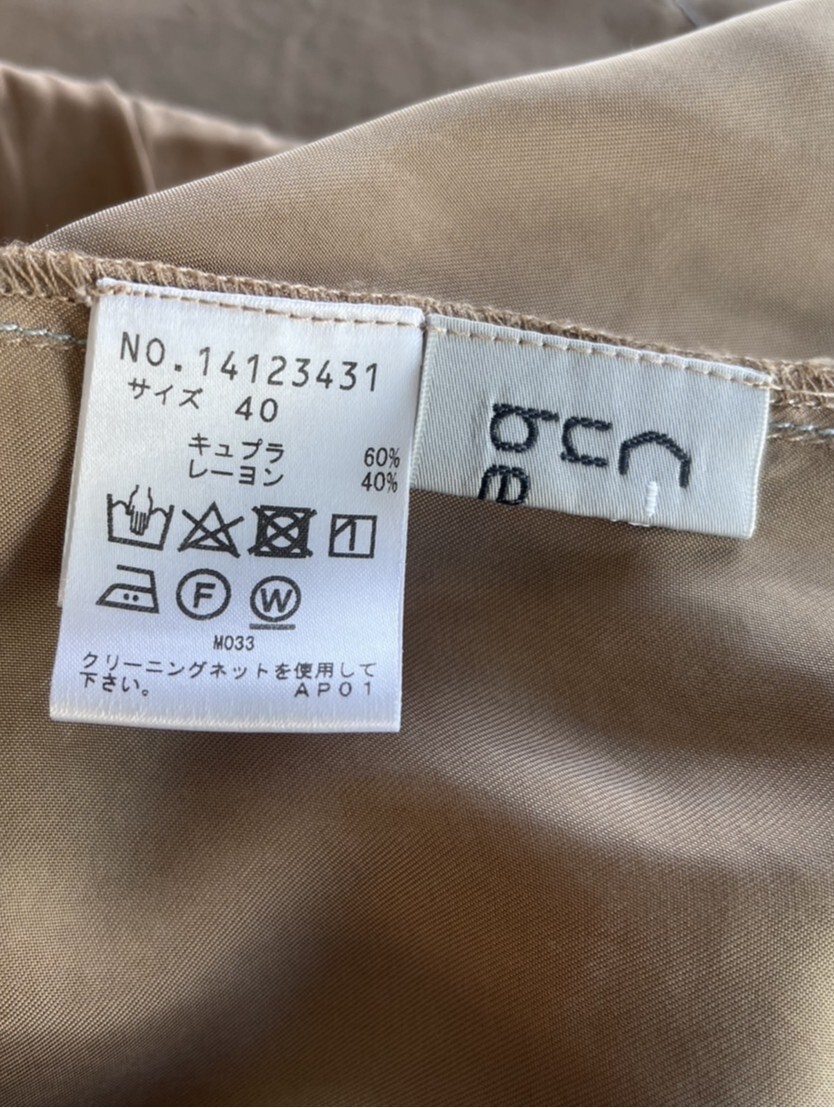 NO.14123431
サイズ 40
キュプラ 60%
レーヨン 40%
F W
M033
クリーニングネットを使用して
下さい。 AP01